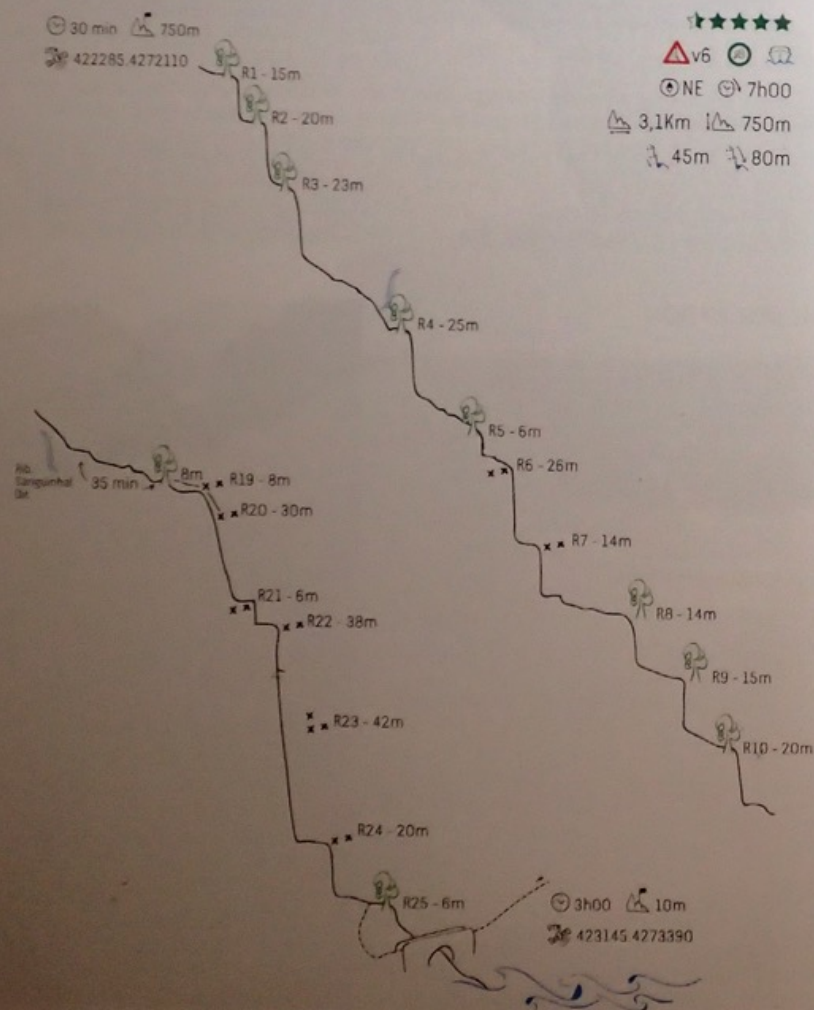 30 min 750m
422285.4272110
v6
NE 7h00
3,1Km 750m
45m 80m
R1 - 15m
R2 - 20m
R3 - 23m
R4 - 25m
R5 - 6m
R6 - 26m
R7 - 14m
R8 - 14m
R9 - 15m
R10 - 20m
Rib.
35 min
8m
R19 - 8m
R20 - 30m
R21 - 6m
R22 - 38m
R23 - 42m
R24 - 20m
R25 - 6m
3h00 10m
423145.4273390